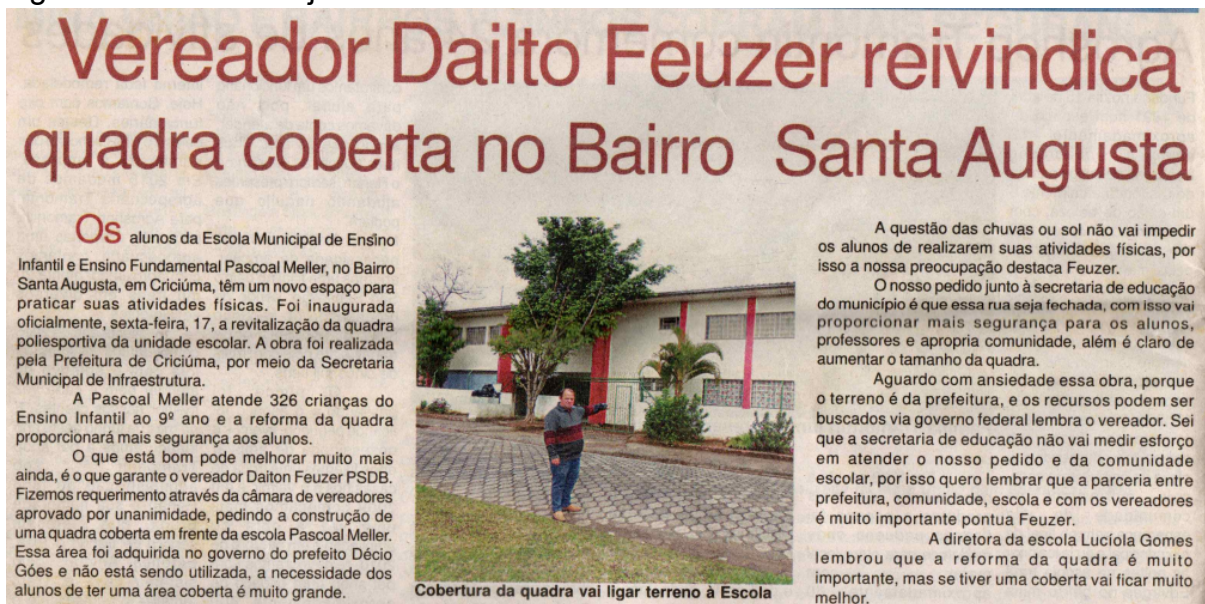 Vereador Dailto Feuzer reivindica
quadra coberta no Bairro Santa Augusta
Os alunos da Escola Municipal de Ensino
Infantil e Ensino Fundamental Pascoal Meller, no Bairro
Santa Augusta, em Criciúma, têm um novo espaço para
praticar suas atividades físicas. Foi inaugurada
oficialmente, sexta-feira, 17, a revitalização da quadra
poliesportiva da unidade escolar. A obra foi realizada
pela Prefeitura de Criciúma, por meio da Secretaria
Municipal de Infraestrutura.
A Pascoal Meller atende 326 crianças do
Ensino Infantil ao 9º ano e a reforma da quadra
proporcionará mais segurança aos alunos.
O que está bom pode melhorar muito mais
ainda, é o que garante o vereador Daiton Feuzer PSDB.
Fizemos requerimento através da câmara de vereadores
aprovado por unanimidade, pedindo a construção de
uma quadra coberta em frente da escola Pascoal Meller.
Essa área foi adquirida no governo do prefeito Décio
Góes e não está sendo utilizada, a necessidade dos
alunos de ter uma área coberta é muito grande.
Cobertura da quadra vai ligar terreno à Escola
A questão das chuvas ou sol não vai impedir
os alunos de realizarem suas atividades físicas, por
isso a nossa preocupação destaca Feuzer.
O nosso pedido junto à secretaria de educação
do município é que essa rua seja fechada, com isso vai
proporcionar mais segurança para os alunos,
professores e apropria comunidade, além é claro de
aumentar o tamanho da quadra.
Aguardo com ansiedade essa obra, porque
o terreno é da prefeitura, e os recursos podem ser
buscados via governo federal lembra o vereador. Sei
que a secretaria de educação não vai medir esforço
em atender o nosso pedido e da comunidade
escolar, por isso quero lembrar que a parceria entre
prefeitura, comunidade, escola e com os vereadores
é muito importante pontua Feuzer.
A diretora da escola Lucíola Gomes
lembrou que a reforma da quadra é muito
importante, mas se tiver uma coberta vai ficar muito
melhor.